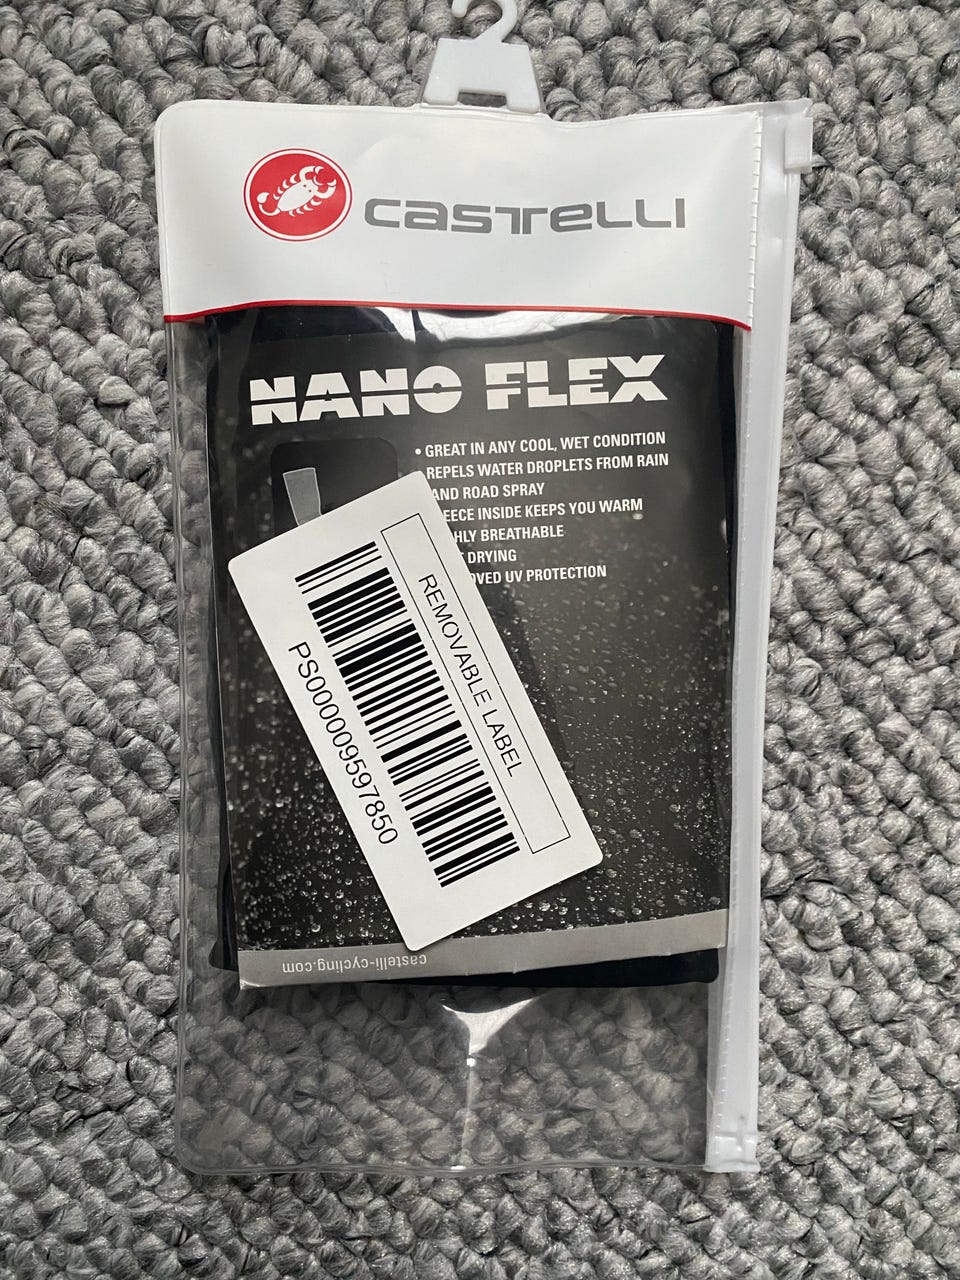 castelli
NANO FLEX
• GREAT IN ANY COOL, WET CONDITION
REPELS WATER DROPLETS FROM RAIN
AND ROAD SPRAY
INSIDE KEEPS YOU WARM
BREATHABLE
DRYING
UV PROTECTION
REMOVABLE LABEL
PS00009597850
castelli-cycling.com